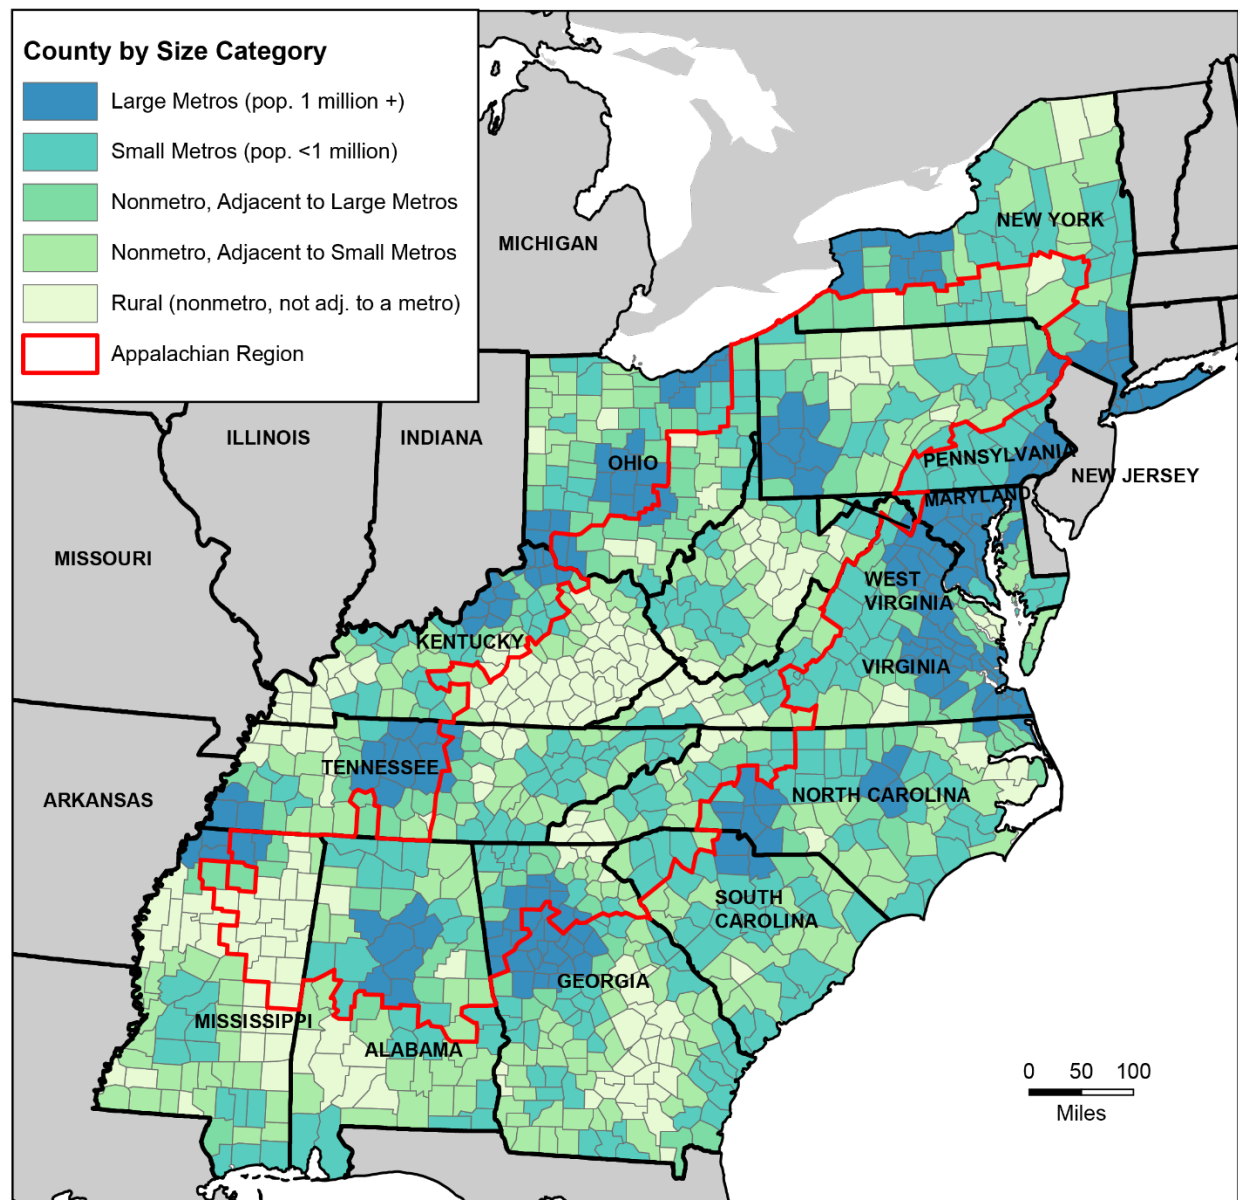 County by Size Category
Large Metros (pop. 1 million +)
Small Metros (pop. <1 million)
Nonmetro, Adjacent to Large Metros
Nonmetro, Adjacent to Small Metros
Rural (nonmetro, not adj. to a metro)
Appalachian Region
NEW YORK
MICHIGAN
ILLINOIS
INDIANA
OHIO
PENNSYLVANIA
NEW JERSEY
MARYLAND
MISSOURI
WEST
VIRGINIA
KENTUCKY
VIRGINIA
TENNESSEE
ARKANSAS
NORTH CAROLINA
SOUTH
CAROLINA
GEORGIA
MISSISSIPPI
ALABAMA
0 50 100
Miles